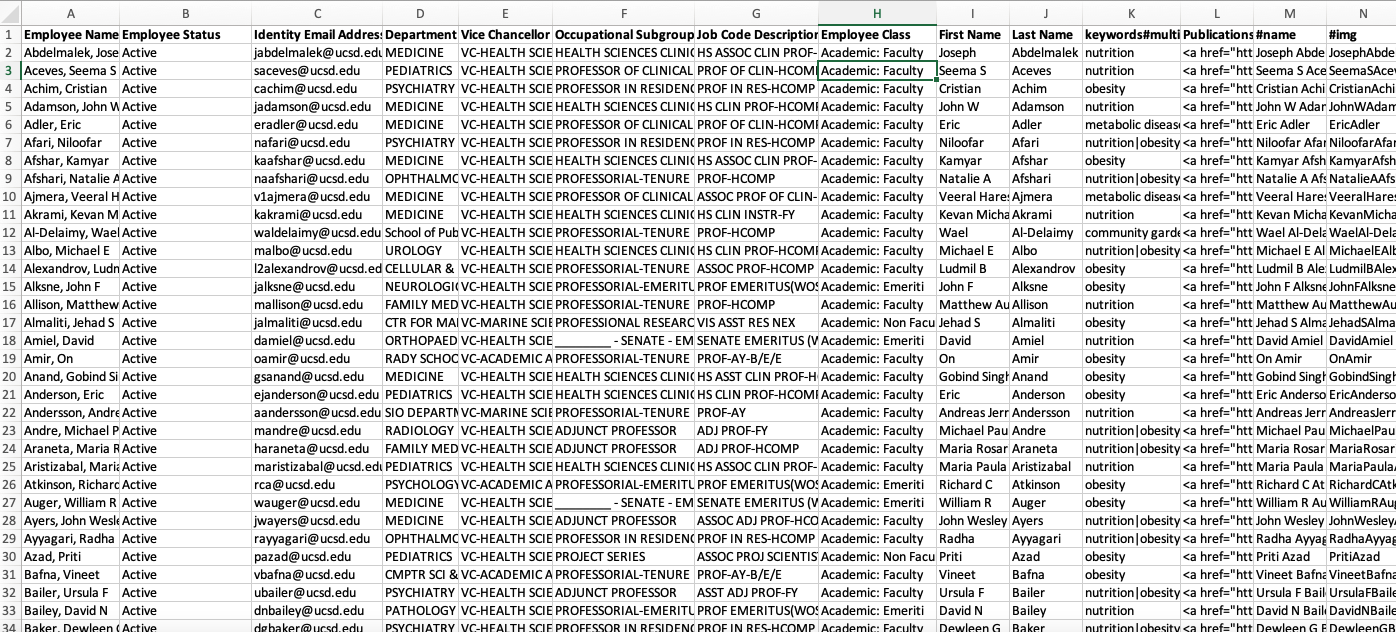 A B C D E F G H I J K L M N
1 Employee Name Employee Status Identity Email Address Department Vice Chancellor Occupational Subgroup Job Code Description Employee Class First Name Last Name keywords#multi Publications #name #img
2 Abdelmalek, Jose Active jabdelmalek@ucsd.edu MEDICINE VC-HEALTH SCIE HEALTH SCIENCES CLINIC HS ASSOC CLIN PROF- Academic: Faculty Joseph Abdelmalek nutrition <a href="htt Joseph Abde JosephAbde
3 Aceves, Seema S Active saceves@ucsd.edu PEDIATRICS VC-HEALTH SCIE PROFESSOR OF CLINICAL PROF OF CLIN-HCOM Academic: Faculty Seema S Aceves nutrition <a href="htt Seema S Ace SeemaSAce
4 Achim, Cristian Active cachim@ucsd.edu PSYCHIATRY VC-HEALTH SCIE PROFESSOR IN RESIDENC PROF IN RES-HCOMP Academic: Faculty Cristian Achim obesity <a href="htt Cristian Achi CristianAchi
5 Adamson, John W Active jadamson@ucsd.edu MEDICINE VC-HEALTH SCIE HEALTH SCIENCES CLINIC HS CLIN PROF-HCOMP Academic: Faculty John W Adamson nutrition <a href="htt John W Adar JohnWAdam
6 Adler, Eric Active eradler@ucsd.edu MEDICINE VC-HEALTH SCIE PROFESSOR OF CLINICAL PROF OF CLIN-HCOM Academic: Faculty Eric Adler metabolic disease <a href="htt Eric Adler EricAdler
7 Afari, Niloofar Active nafari@ucsd.edu PSYCHIATRY VC-HEALTH SCIE PROFESSOR IN RESIDENC PROF IN RES-HCOMP Academic: Faculty Niloofar Afari nutrition|obesity <a href="htt Niloofar Afar NiloofarAfar
8 Afshar, Kamyar Active kaafshar@ucsd.edu MEDICINE VC-HEALTH SCIE HEALTH SCIENCES CLINIC HS ASSOC CLIN PROF- Academic: Faculty Kamyar Afshar obesity <a href="htt Kamyar Afsh KamyarAfsh
9 Afshari, Natalie A Active naafshari@ucsd.edu OPHTHALMC VC-HEALTH SCIE PROFESSORIAL-TENURE PROF-HCOMP Academic: Faculty Natalie A Afshari nutrition|obesity <a href="htt Natalie A Afs NatalieAAfs
10 Ajmera, Veeral H Active v1ajmera@ucsd.edu MEDICINE VC-HEALTH SCIE PROFESSOR OF CLINICAL ASSOC PROF OF CLIN- Academic: Faculty Veeral Hares Ajmera metabolic disease <a href="htt Veeral Hares VeeralHares
11 Akrami, Kevan M Active kakrami@ucsd.edu MEDICINE VC-HEALTH SCIE HEALTH SCIENCES CLINIC HS CLIN INSTR-FY Academic: Faculty Kevan Micha Akrami nutrition <a href="htt Kevan Micha KevanMicha
12 Al-Delaimy, Wael Active waldelaimy@ucsd.edu School of Pub VC-HEALTH SCIE PROFESSORIAL-TENURE PROF-HCOMP Academic: Faculty Wael Al-Delaimy community garde <a href="htt Wael Al-Dela WaelAl-Dela
13 Albo, Michael E Active malbo@ucsd.edu UROLOGY VC-HEALTH SCIE HEALTH SCIENCES CLINIC HS CLIN PROF-HCOMP Academic: Faculty Michael E Albo nutrition|obesity <a href="htt Michael E Al MichaelEAlb
14 Alexandrov, Ludn Active l2alexandrov@ucsd.ed CELLULAR & VC-HEALTH SCIE PROFESSORIAL-TENURE ASSOC PROF-HCOMP Academic: Faculty Ludmil B Alexandrov obesity <a href="htt Ludmil B Ale LudmilBAlex
15 Alksne, John F Active jalksne@ucsd.edu NEUROLOGIC VC-HEALTH SCIE PROFESSORIAL-EMERITU PROF EMERITUS(WOS Academic: Emeriti John F Alksne obesity <a href="htt John F Alksne JohnFAlksne
16 Allison, Matthew Active mallison@ucsd.edu FAMILY MED VC-HEALTH SCIE PROFESSORIAL-TENURE PROF-HCOMP Academic: Faculty Matthew Au Allison nutrition <a href="htt Matthew Au MatthewAu
17 Almaliti, Jehad S Active jalmaliti@ucsd.edu CTR FOR MAI VC-MARINE SCIE PROFESSIONAL RESEARC VIS ASST RES NEX Academic: Non Facu Jehad S Almaliti obesity <a href="htt Jehad S Alma JehadSAlma
18 Amiel, David Active damiel@ucsd.edu ORTHOPAED VC-HEALTH SCIE ________ - SENATE - EM SENATE EMERITUS (W Academic: Emeriti David Amiel nutrition <a href="htt David Amiel DavidAmiel
19 Amir, On Active oamir@ucsd.edu RADY SCHOC VC-ACADEMIC A PROFESSORIAL-TENURE PROF-AY-B/E/E Academic: Faculty On Amir obesity <a href="htt On Amir OnAmir
20 Anand, Gobind Si Active gsanand@ucsd.edu MEDICINE VC-HEALTH SCIE HEALTH SCIENCES CLINIC HS ASST CLIN PROF-H Academic: Faculty Gobind Singh Anand obesity <a href="htt Gobind Singh GobindSingh
21 Anderson, Eric Active ejanderson@ucsd.edu PEDIATRICS VC-HEALTH SCIE HEALTH SCIENCES CLINIC HS CLIN PROF-HCOM Academic: Faculty Eric Anderson obesity <a href="htt Eric Anderso EricAnderso
22 Andersson, Andre Active aandersson@ucsd.edu SIO DEPARTN VC-MARINE SCIE PROFESSORIAL-TENURE PROF-AY Academic: Faculty Andreas Jerr Andersson nutrition <a href="htt Andreas Jerr AndreasJerr
23 Andre, Michael P Active mandre@ucsd.edu RADIOLOGY VC-HEALTH SCIE ADJUNCT PROFESSOR ADJ PROF-FY Academic: Faculty Michael Pau Andre nutrition|obesity <a href="htt Michael Pau MichaelPau
24 Araneta, Maria R Active haraneta@ucsd.edu FAMILY MED VC-HEALTH SCIE ADJUNCT PROFESSOR ADJ PROF-HCOMP Academic: Faculty Maria Rosar Araneta nutrition|obesity <a href="htt Maria Rosar MariaRosar
25 Aristizabal, Maria Active maristizabal@ucsd.edu PEDIATRICS VC-HEALTH SCIE HEALTH SCIENCES CLINIC HS ASSOC CLIN PROF- Academic: Faculty Maria Paula Aristizabal nutrition <a href="htt Maria Paula MariaPaula
26 Atkinson, Richard Active rca@ucsd.edu PSYCHOLOGY VC-ACADEMIC A PROFESSORIAL-EMERITU PROF EMERITUS(WOS Academic: Emeriti Richard C Atkinson obesity <a href="htt Richard C At RichardCAtk
27 Auger, William R Active wauger@ucsd.edu MEDICINE VC-HEALTH SCIE ________ - SENATE - EM SENATE EMERITUS (W Academic: Emeriti William R Auger obesity <a href="htt William R Au WilliamRAug
28 Ayers, John Wesle Active jwayers@ucsd.edu MEDICINE VC-HEALTH SCIE ADJUNCT PROFESSOR ASSOC ADJ PROF-HCO Academic: Faculty John Wesley Ayers nutrition|obesity <a href="htt John Wesley JohnWesley
29 Ayyagari, Radha Active rayyagari@ucsd.edu OPHTHALMC VC-HEALTH SCIE PROFESSOR IN RESIDENC PROF IN RES-HCOMP Academic: Faculty Radha Ayyagari nutrition|obesity <a href="htt Radha Ayyag RadhaAyyag
30 Azad, Priti Active pazad@ucsd.edu PEDIATRICS VC-HEALTH SCIE PROJECT SERIES ASSOC PROJ SCIENTIS Academic: Non Facu Priti Azad obesity <a href="htt Priti Azad PritiAzad
31 Bafna, Vineet Active vbafna@ucsd.edu CMPTR SCI & VC-ACADEMIC A PROFESSORIAL-TENURE PROF-AY-B/E/E Academic: Faculty Vineet Bafna obesity <a href="htt Vineet Bafna VineetBafna
32 Bailer, Ursula F Active ubailer@ucsd.edu PSYCHIATRY VC-HEALTH SCIE ADJUNCT PROFESSOR ASST ADJ PROF-FY Academic: Faculty Ursula F Bailer nutrition|obesity <a href="htt Ursula F Bail UrsulaFBaile
33 Bailey, David N Active dnbailey@ucsd.edu PATHOLOGY VC-HEALTH SCIE PROFESSORIAL-EMERITU PROF EMERITUS(WOS Academic: Emeriti David N Bailey nutrition <a href="htt David N Bail DavidNBaile
34 Baker, Dewleen G Active dgbaker@ucsd.edu PSYCHIATRY VC-HEALTH SCIE PROFESSOR IN RESIDENC PROF IN RES-HCOMP Academic: Faculty Dewleen G Baker nutrition|obesity <a href="htt Dewleen G B DewleenGB